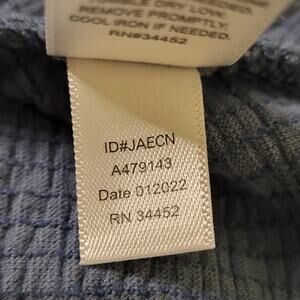 DRY LOW.
REMOVE PROMPTLY.
COOL IRON IF NEEDED.
RN#34452
ID#JAECN
A479143
Date 012022
RN 34452